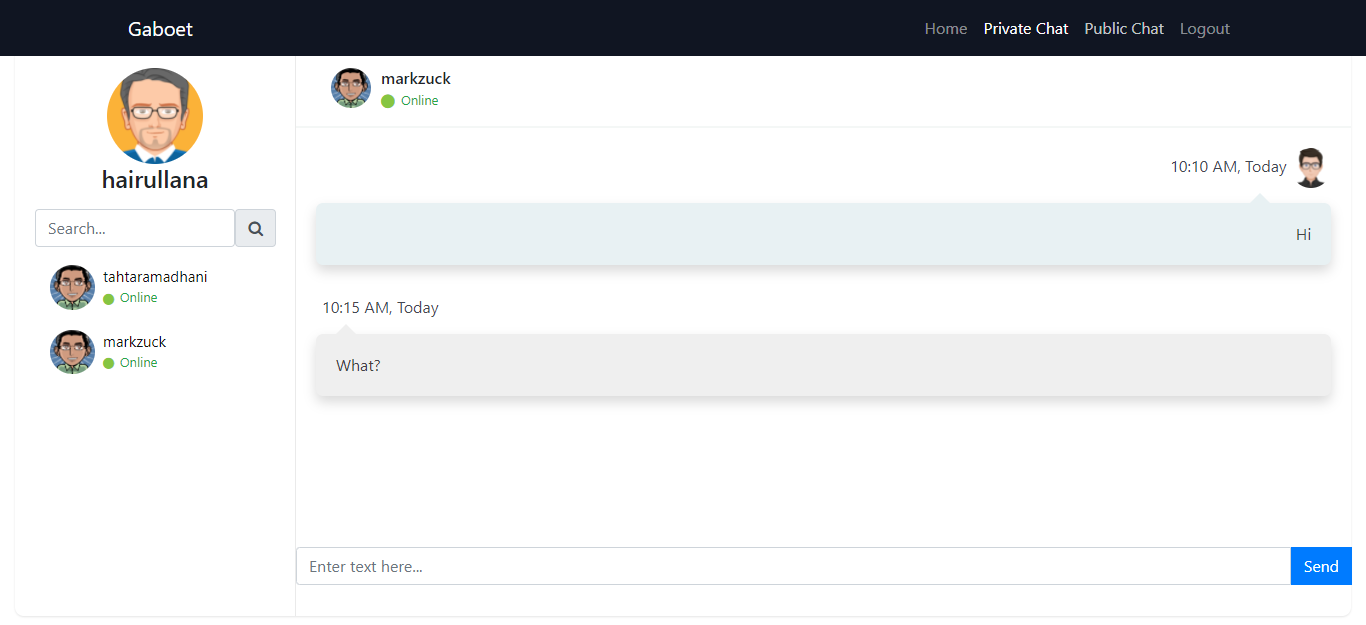 Gaboet
Home Private Chat Public Chat Logout
hairullana
Search...
tahtaramadhani
Online
markzuck
Online
markzuck
Online
10:10 AM, Today
Hi
10:15 AM, Today
What?
Enter text here...
Send